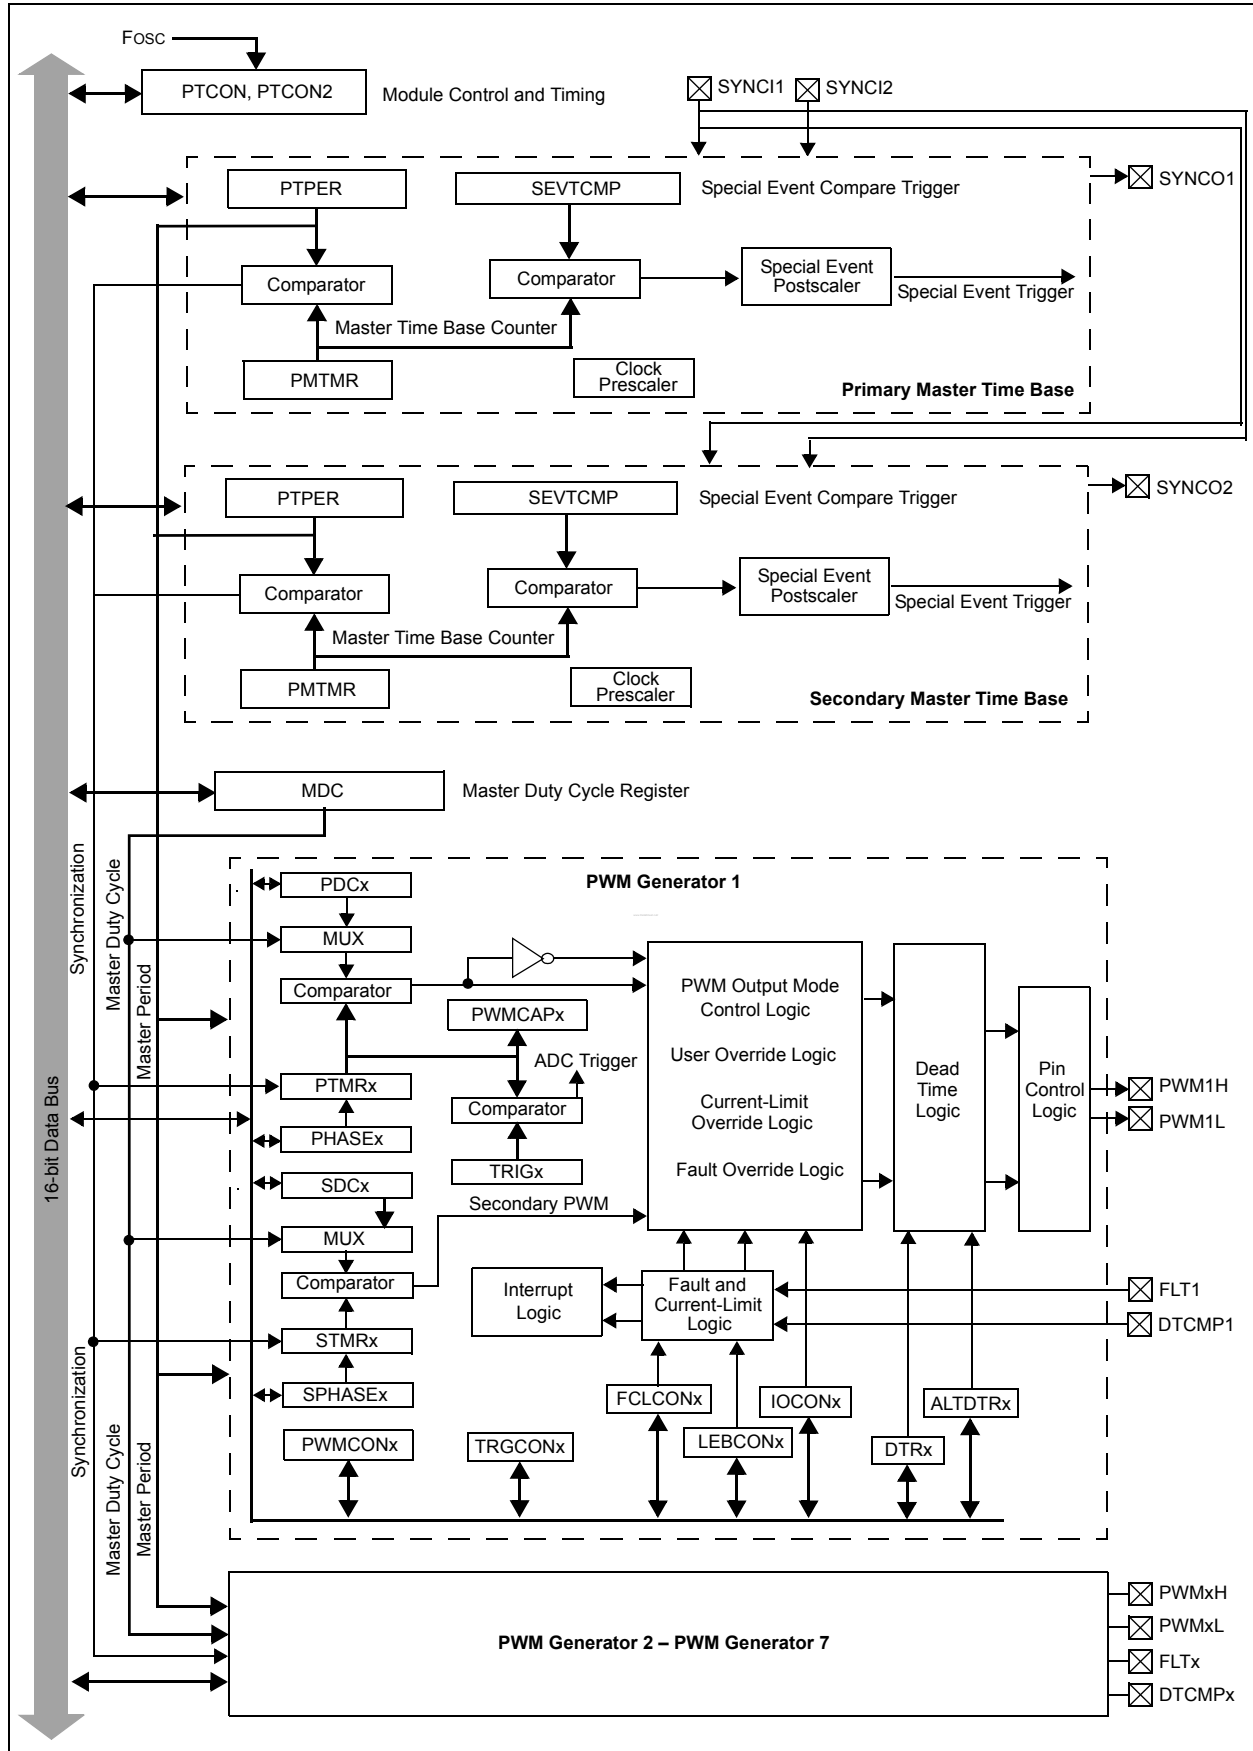 FOSC
PTCON, PTCON2
Module Control and Timing
SYNCI1
SYNCI2
PTPER
SEVTCMP
Special Event Compare Trigger
SYNCO1
Comparator
Comparator
Special Event
Postscaler
Special Event Trigger
Master Time Base Counter
PMTMR
Clock
Prescaler
Primary Master Time Base
PTPER
SEVTCMP
Special Event Compare Trigger
SYNCO2
Comparator
Comparator
Special Event
Postscaler
Special Event Trigger
Master Time Base Counter
PMTMR
Clock
Prescaler
Secondary Master Time Base
MDC
Master Duty Cycle Register
16-bit Data Bus
Synchronization
Master Duty Cycle
Master Period
PWM Generator 1
PDCx
MUX
Comparator
PWMCAPx
ADC Trigger
PTMRx
Comparator
PHASEx
TRIGx
SDCx
Secondary PWM
MUX
Comparator
STMRx
SPHASEx
PWMCONx
TRGCONx
PWM Output Mode
Control Logic
User Override Logic
Current-Limit
Override Logic
Fault Override Logic
Dead
Time
Logic
Pin
Control
Logic
PWM1H
PWM1L
Interrupt
Logic
Fault and
Current-Limit
Logic
FLT1
DTCMP1
FCLCONx
LEBCONx
IOCONx
DTRx
ALTDTRx
Synchronization
Master Duty Cycle
Master Period
PWM Generator 2 – PWM Generator 7
PWMxH
PWMxL
FLTx
DTCMPx